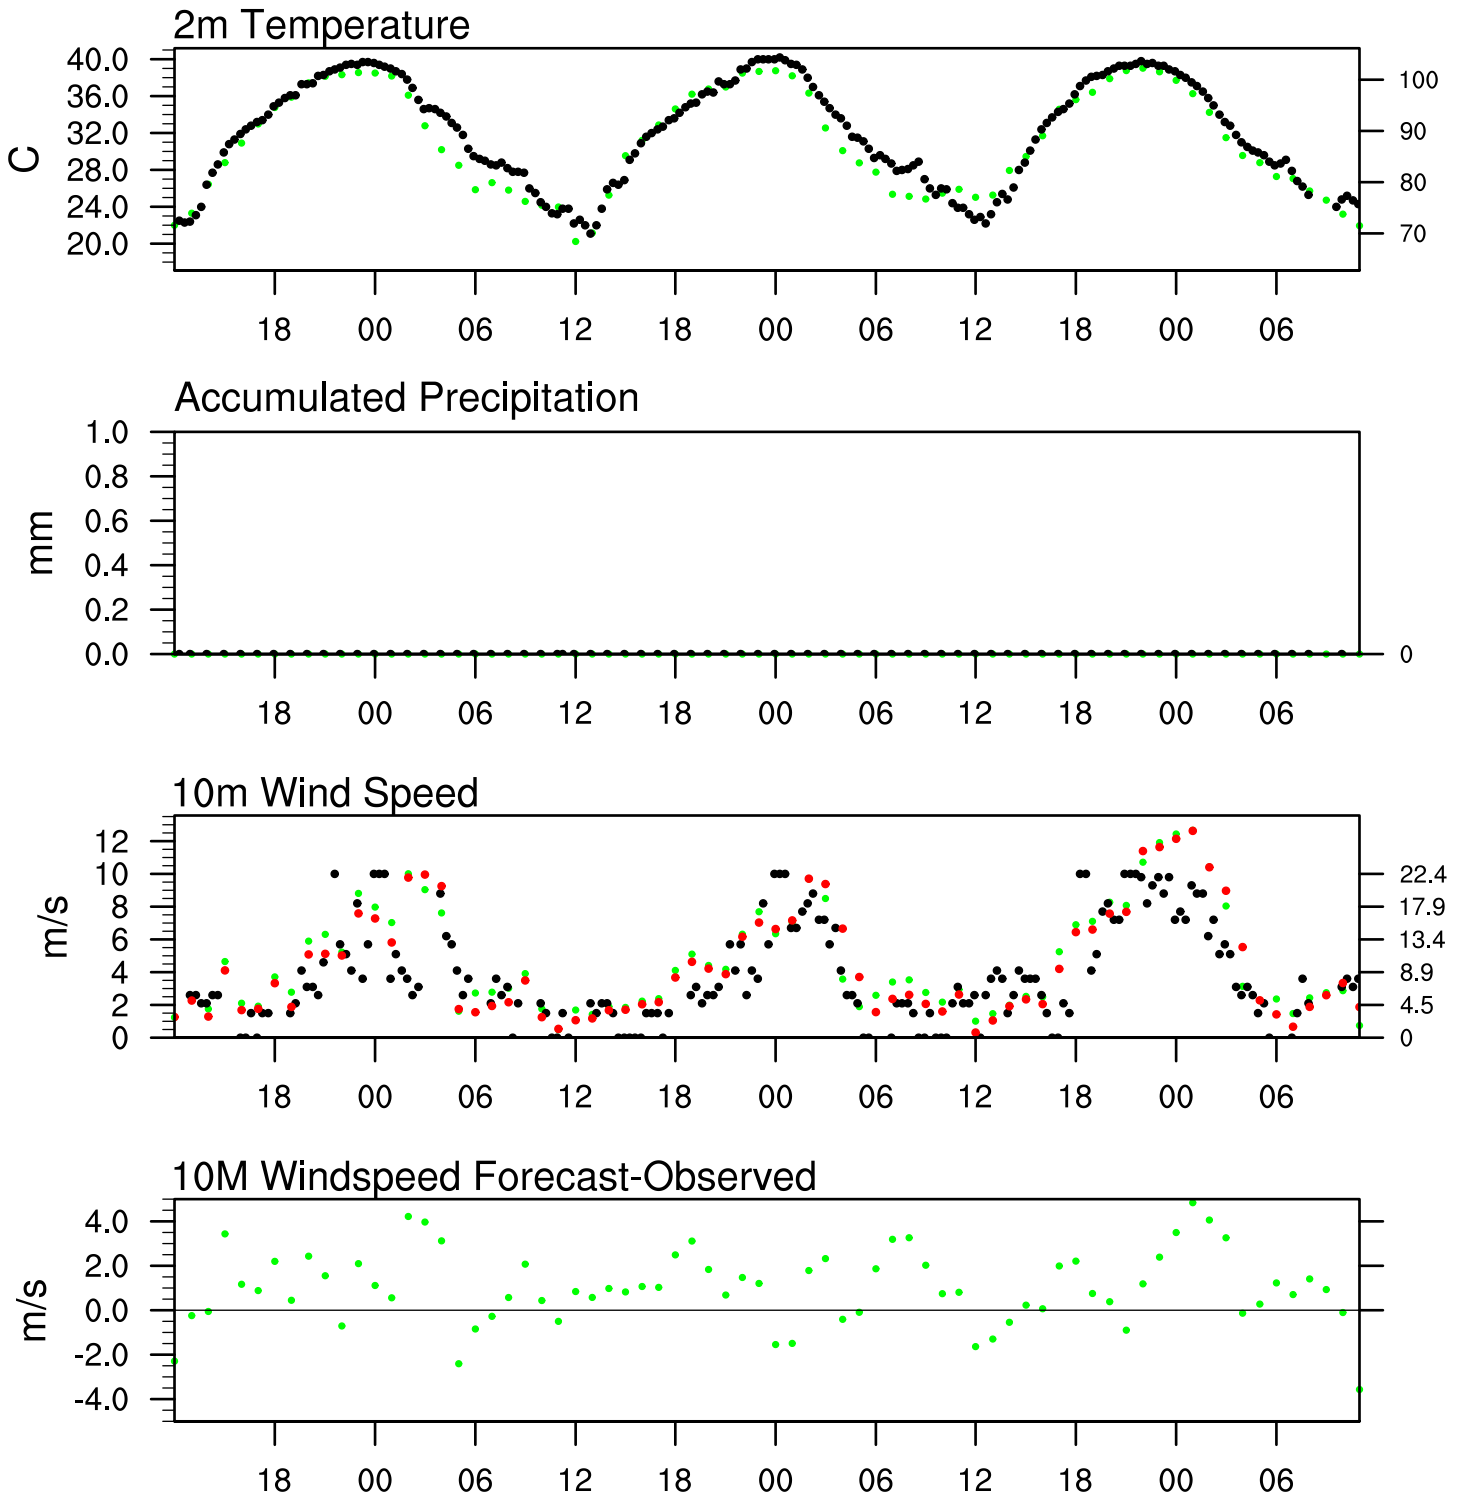 2m Temperature
40.0
36.0
32.0
28.0
24.0
20.0
C
100
90
80
70
18 00 06 12 18 00 06 12 18 00 06
Accumulated Precipitation
1.0
0.8
0.6
0.4
0.2
0.0
mm
0
18 00 06 12 18 00 06 12 18 00 06
10m Wind Speed
12
10
8
6
4
2
0
m/s
22.4
17.9
13.4
8.9
4.5
0
18 00 06 12 18 00 06 12 18 00 06
10M Windspeed Forecast-Observed
4.0
2.0
0.0
-2.0
-4.0
m/s
18 00 06 12 18 00 06 12 18 00 06